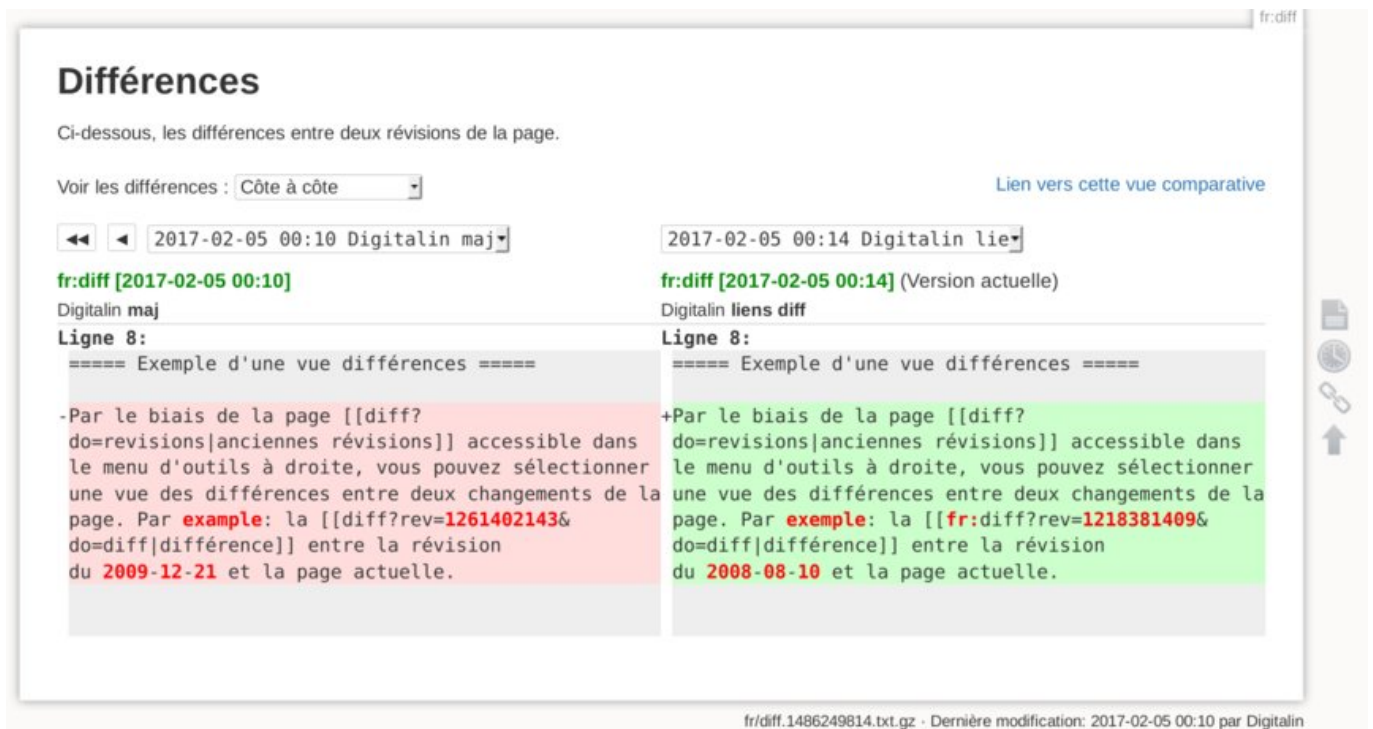 fr:diff
Différences
Ci-dessous, les différences entre deux révisions de la page.
Voir les différences : Côte à côte
Lien vers cette vue comparative
2017-02-05 00:10 Digitalin maj
2017-02-05 00:14 Digitalin lie
fr:diff [2017-02-05 00:10]
fr:diff [2017-02-05 00:14] (Version actuelle)
Digitalin maj
Digitalin liens diff
Ligne 8:
===== Exemple d'une vue différences =====
-Par le biais de la page [[diff?
do=revisions|anciennes révisions]] accessible dans
le menu d'outils à droite, vous pouvez sélectionner
une vue des différences entre deux changements de la
page. Par example: la [[diff?rev=1261402143&
do=diff|différence]] entre la révision
du 2009-12-21 et la page actuelle.
Ligne 8:
===== Exemple d'une vue différences =====
+Par le biais de la page [[diff?
do=revisions|anciennes révisions]] accessible dans
le menu d'outils à droite, vous pouvez sélectionner
une vue des différences entre deux changements de la
page. Par exemple: la [[fr:diff?rev=1218381409&
do=diff|différence]] entre la révision
du 2008-08-10 et la page actuelle.
fr/diff.1486249814.txt.gz · Dernière modification: 2017-02-05 00:10 par Digitalin